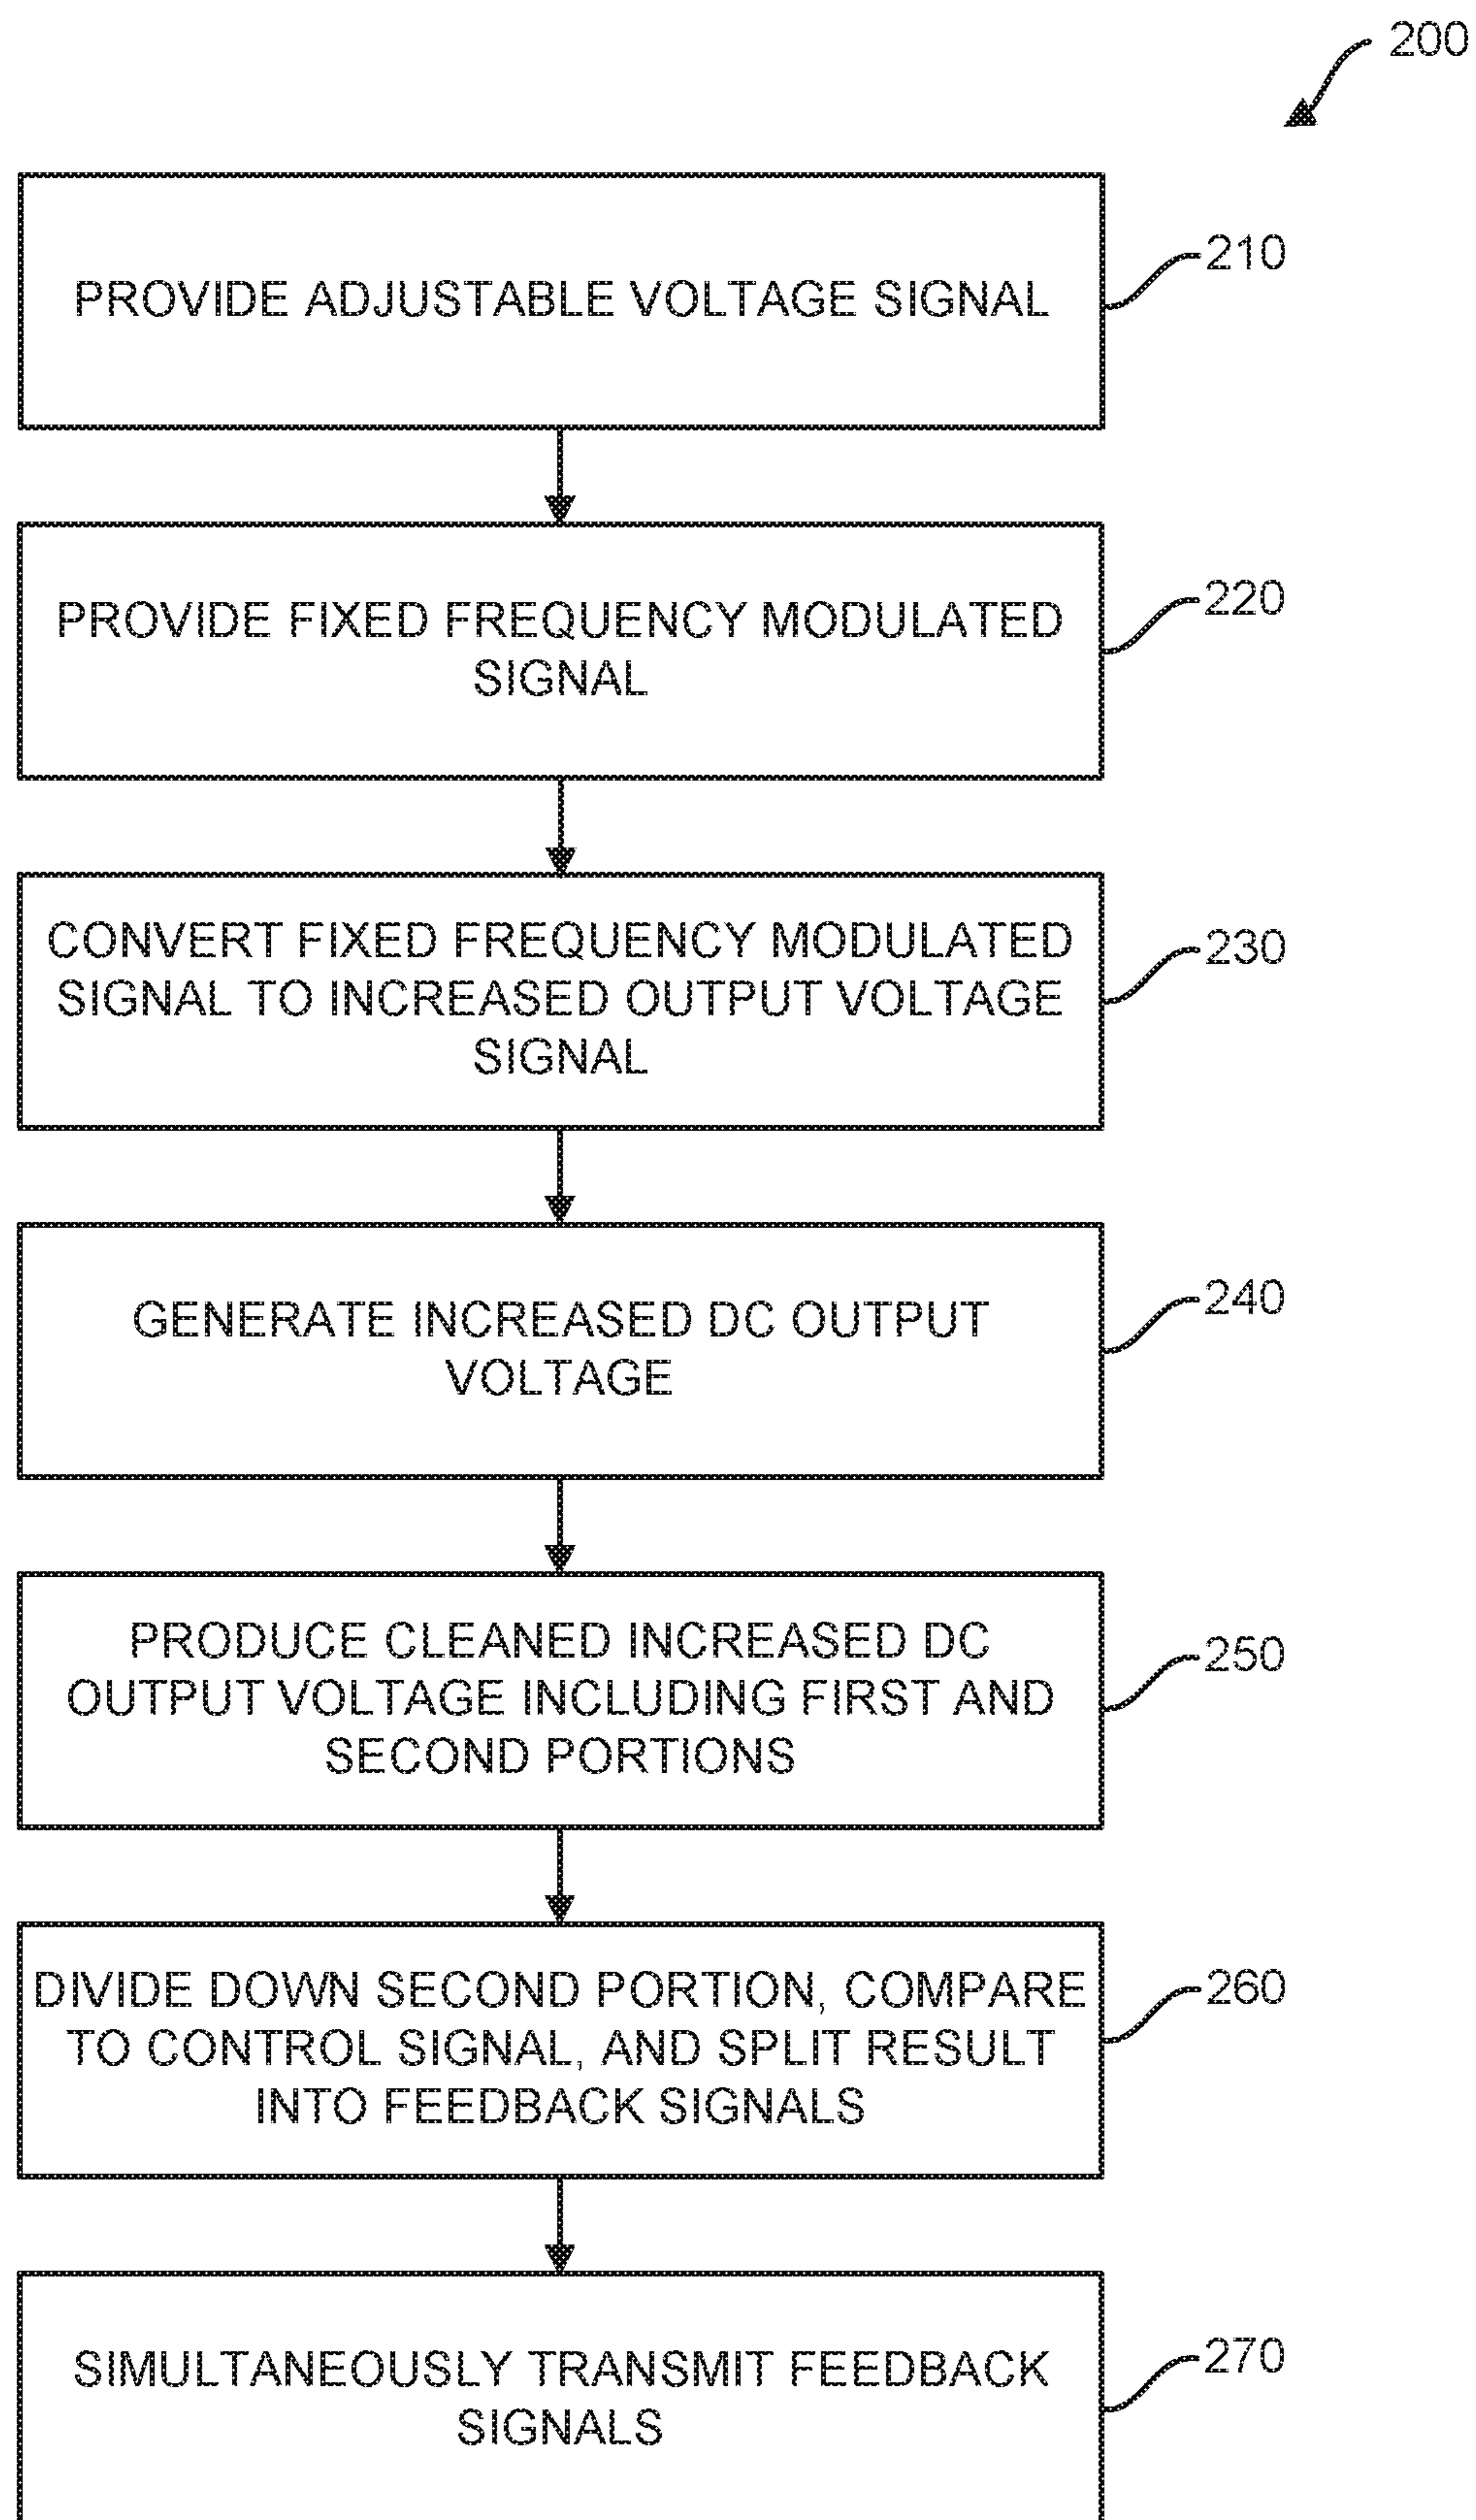 200
PROVIDE ADJUSTABLE VOLTAGE SIGNAL
210
PROVIDE FIXED FREQUENCY MODULATED
SIGNAL
220
CONVERT FIXED FREQUENCY MODULATED
SIGNAL TO INCREASED OUTPUT VOLTAGE
SIGNAL
230
GENERATE INCREASED DC OUTPUT
VOLTAGE
240
PRODUCE CLEANED INCREASED DC
OUTPUT VOLTAGE INCLUDING FIRST AND
SECOND PORTIONS
250
DIVIDE DOWN SECOND PORTION, COMPARE
TO CONTROL SIGNAL, AND SPLIT RESULT
INTO FEEDBACK SIGNALS
260
SIMULTANEOUSLY TRANSMIT FEEDBACK
SIGNALS
270